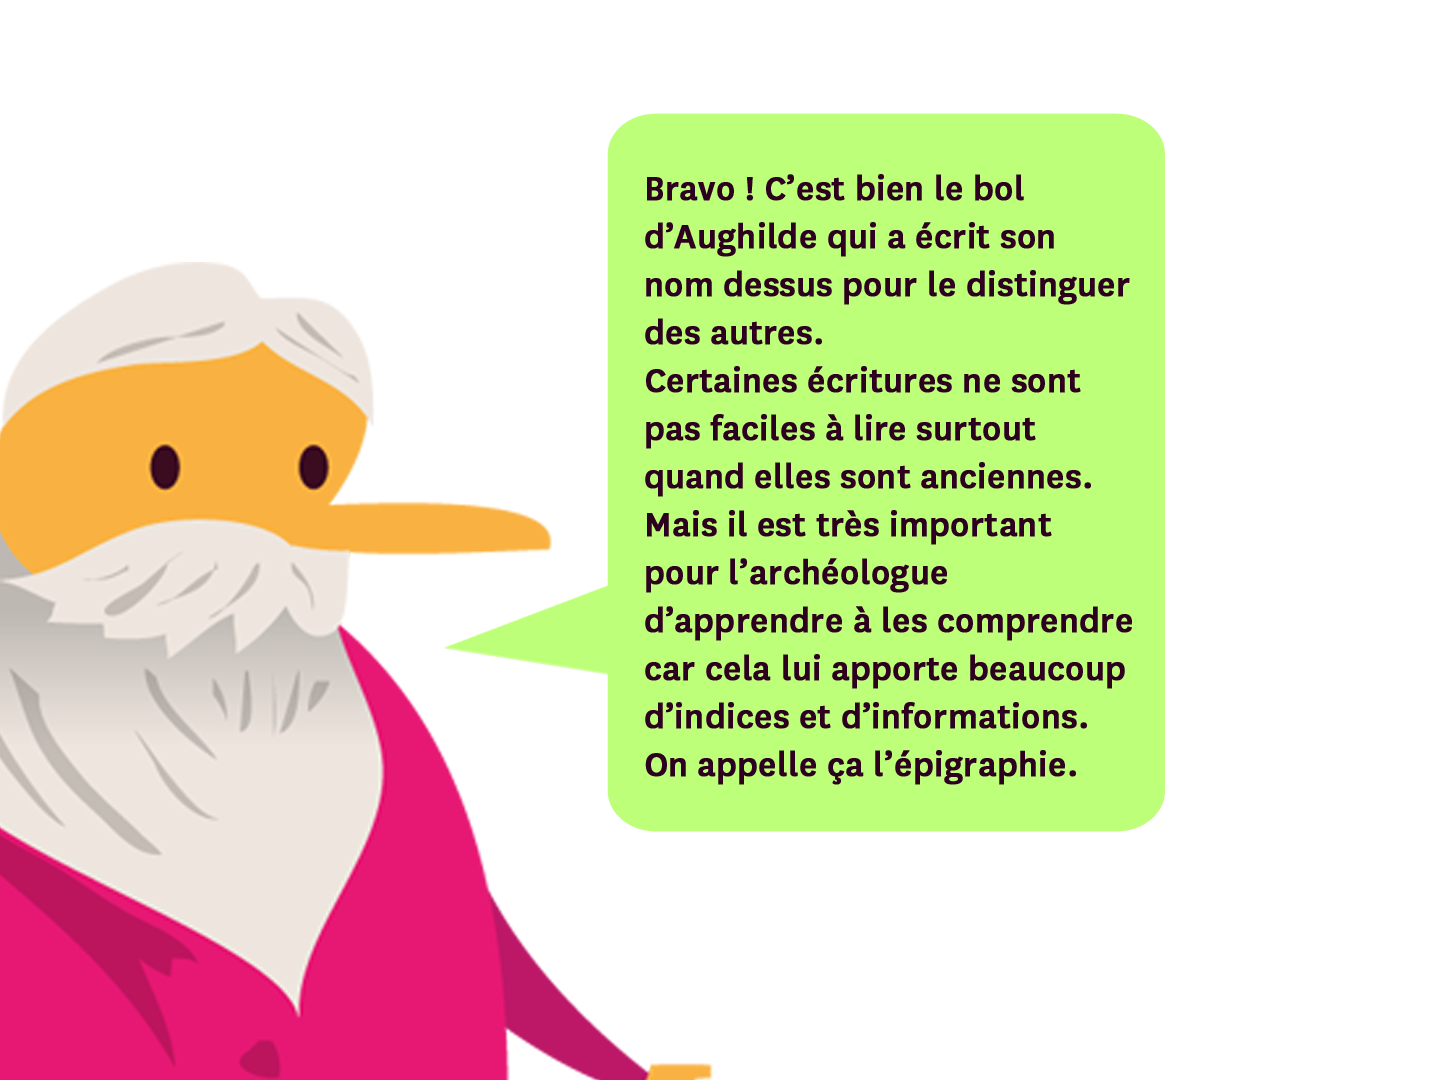 Bravo ! C’est bien le bol
d’Aughilde qui a écrit son
nom dessus pour le distinguer
des autres.
Certaines écritures ne sont
pas faciles à lire surtout
quand elles sont anciennes.
Mais il est très important
pour l’archéologue
d’apprendre à les comprendre
car cela lui apporte beaucoup
d’indices et d’informations.
On appelle ça l’épigraphie.